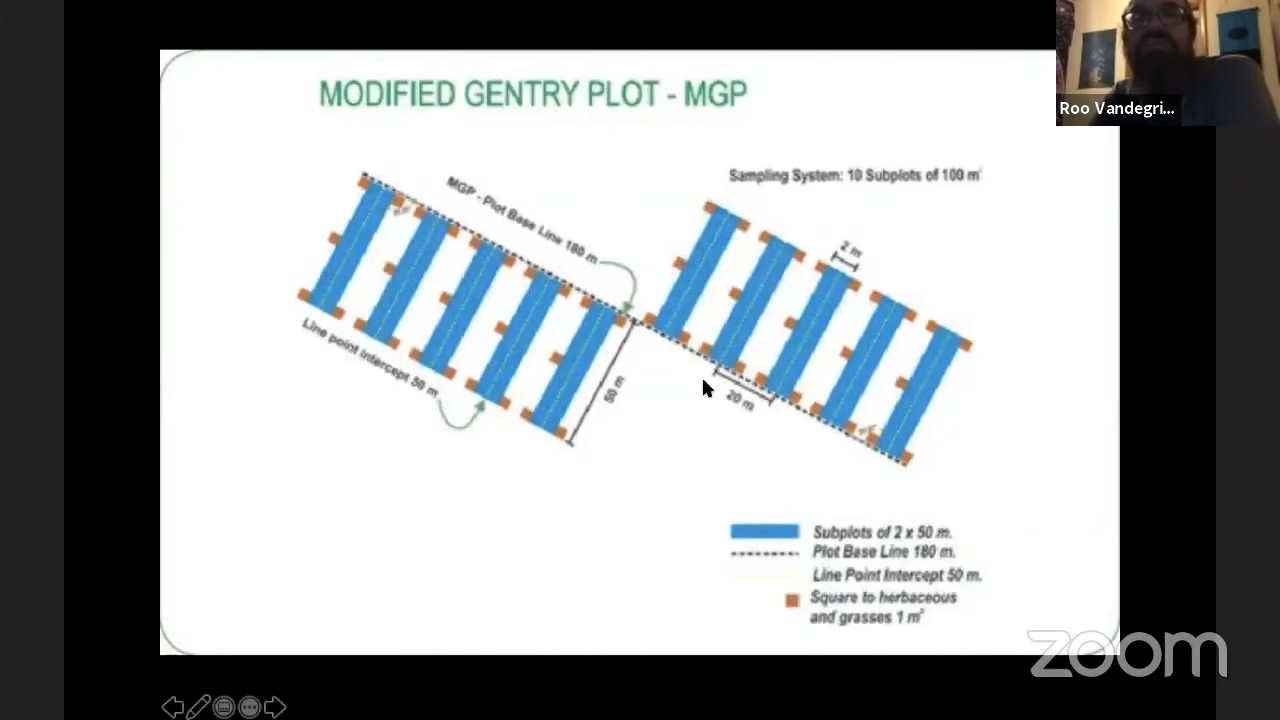 Roo Vandegri...
MODIFIED GENTRY PLOT - MGP
Sampling System: 10 Subplots of 100 m²
MGP - Plot Base Line 180 m
2 m
Line point Intercept 50 m
50 m
20 m
Subplots of 2 x 50 m.
Plot Base Line 180 m.
Line Point Intercept 50 m.
Square to herbaceous
and grasses 1 m²
zoom